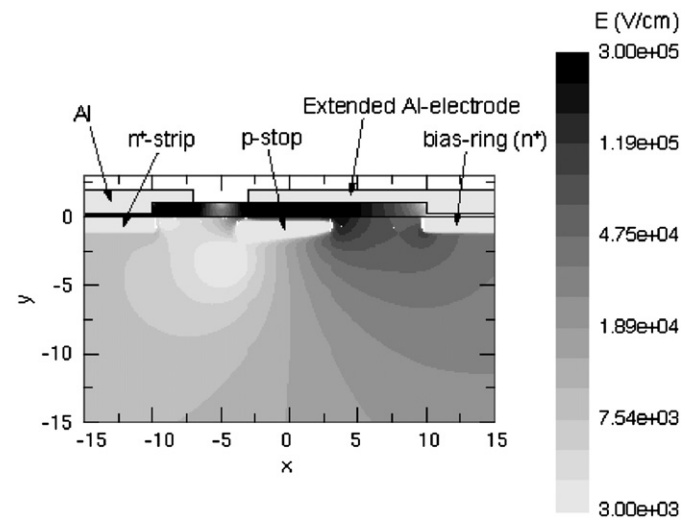 E (V/cm)
3.00e+05
1.19e+05
4.75e+04
1.89e+04
7.54e+03
3.00e+03
Al
n⁺-strip
p-stop
Extended Al-electrode
bias-ring (n⁺)
0
-5
-10
-15
y
-15 -10 -5 0 5 10 15
x